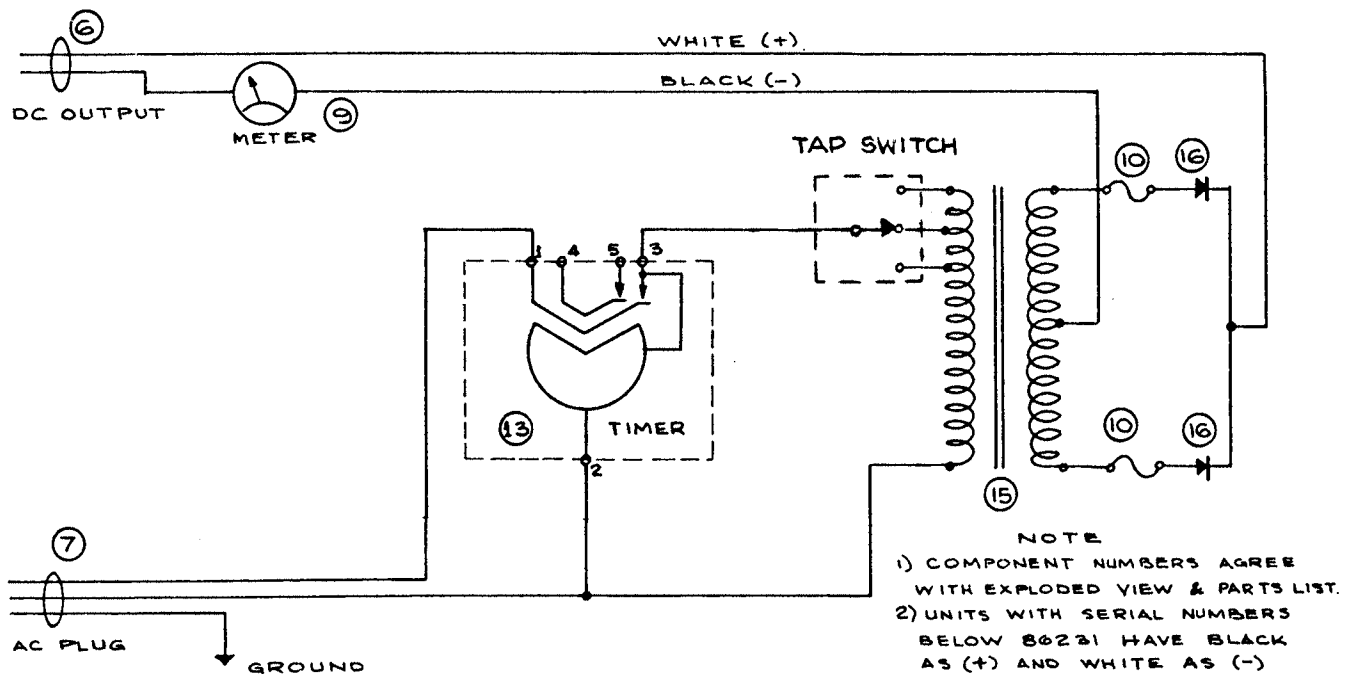 6
WHITE (+)
BLACK (-)
DC OUTPUT
METER
9
TAP SWITCH
10
16
1
4
5
3
13
TIMER
2
10
16
15
7
AC PLUG
GROUND
NOTE
1) COMPONENT NUMBERS AGREE
WITH EXPLODED VIEW & PARTS LIST.
2) UNITS WITH SERIAL NUMBERS
BELOW 86231 HAVE BLACK
AS (+) AND WHITE AS (-)